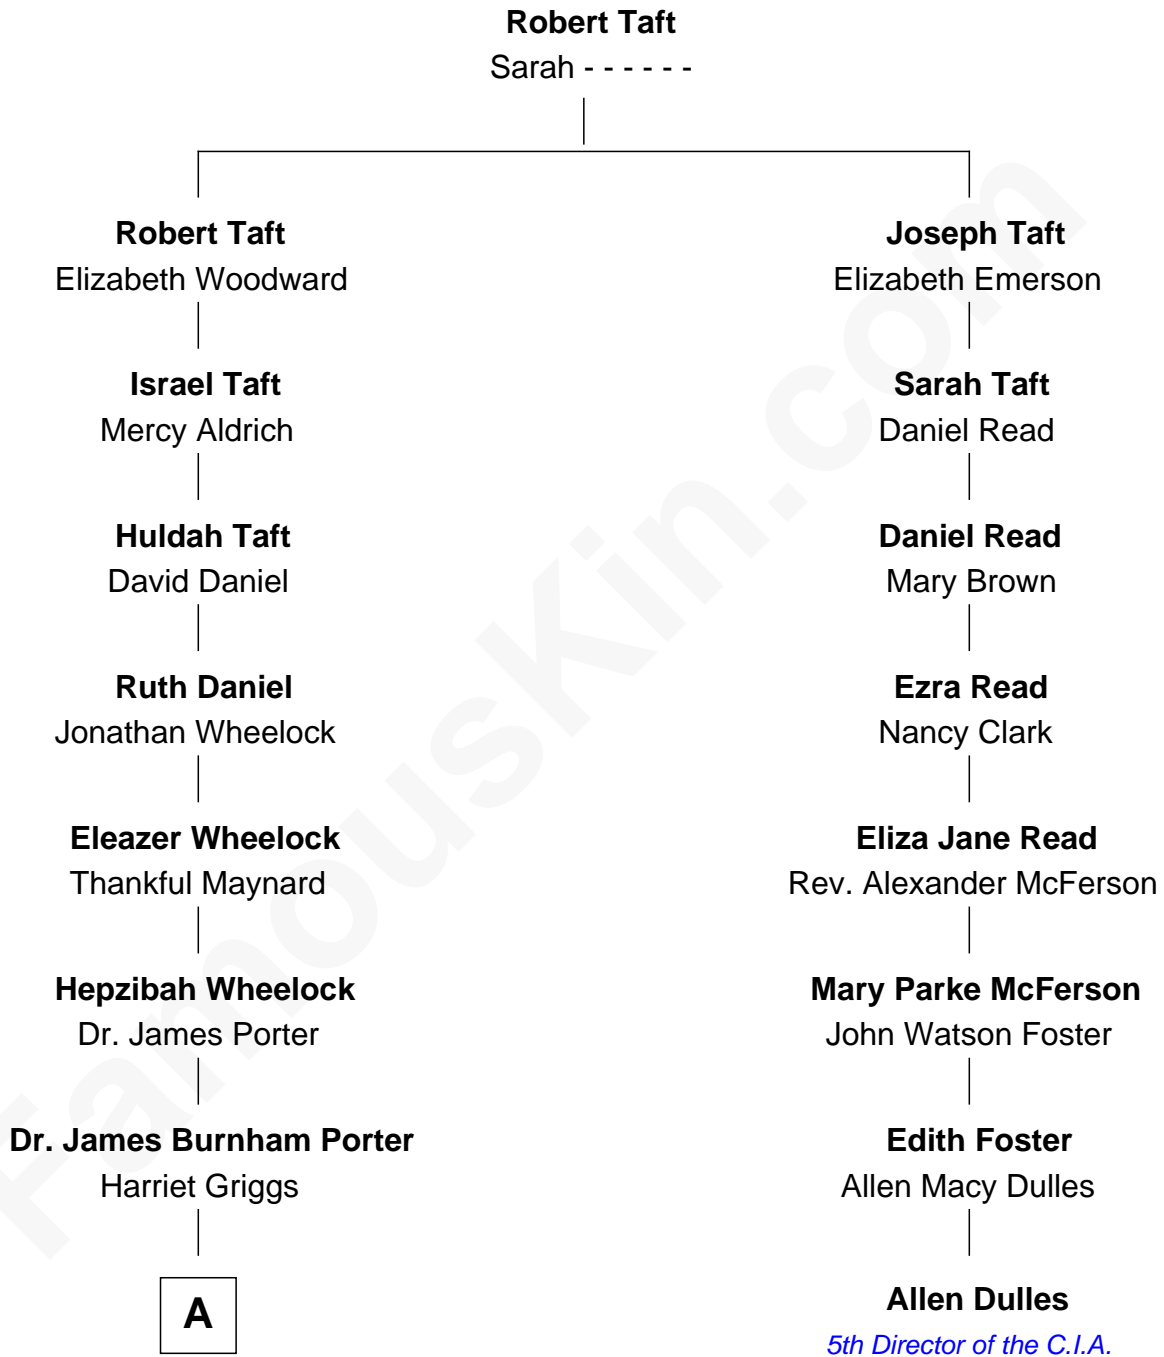 Robert Taft
Sarah - - - - - -
Robert Taft
Elizabeth Woodward
Joseph Taft
Elizabeth Emerson
Israel Taft
Mercy Aldrich
Sarah Taft
Daniel Read
Huldah Taft
David Daniel
Daniel Read
Mary Brown
Ruth Daniel
Jonathan Wheelock
Ezra Read
Nancy Clark
Eleazer Wheelock
Thankful Maynard
Eliza Jane Read
Rev. Alexander McFerson
Hepzibah Wheelock
Dr. James Porter
Mary Parke McFerson
John Watson Foster
Dr. James Burnham Porter
Harriet Griggs
Edith Foster
Allen Macy Dulles
A
Allen Dulles
5th Director of the C.I.A.
FamousKin.com